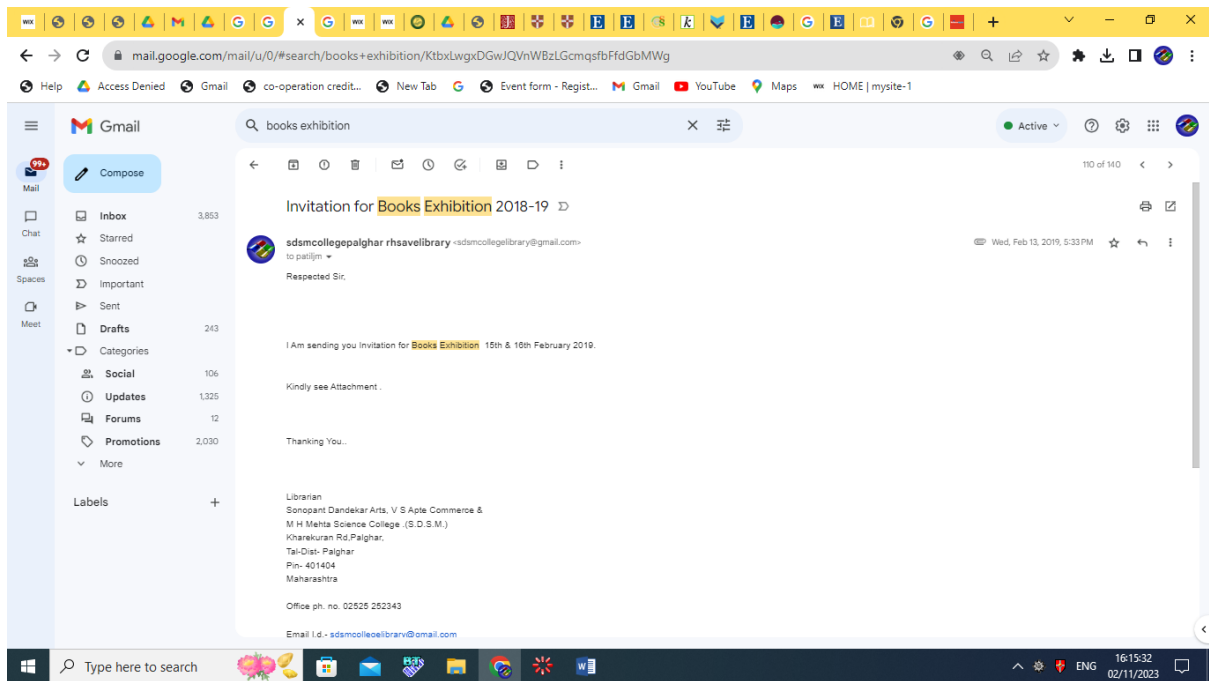 mail.google.com/mail/u/0/#search/books+exhibition/KtbxLwgxDGwJQVnWBzLGcmqsfbFfdGbMWg
Help Access Denied Gmail co-operation credit... New Tab Event form - Regist... Gmail YouTube Maps WIX HOME | mysite-1
Gmail
books exhibition
Active
99+
Mail
Chat
Spaces
Meet
Compose
Inbox 3,853
Starred
Snoozed
Important
Sent
Drafts 243
Categories
Social 106
Updates 1,325
Forums 12
Promotions 2,030
More
Labels
110 of 140
Invitation for Books Exhibition 2018-19
sdsmcollegepalghar rhsavelibrary <sdsmcollegelibrary@gmail.com>
Wed, Feb 13, 2019, 5:33 PM
to patiljm
Respected Sir,
I Am sending you Invitation for Books Exhibition 15th & 16th February 2019.
Kindly see Attachment .
Thanking You..
Librarian
Sonopant Dandekar Arts, V S Apte Commerce &
M H Mehta Science College .(S.D.S.M.)
Kharekuran Rd,Palghar,
Tal-Dist- Palghar
Pin- 401404
Maharashtra
Office ph. no. 02525 252343
Email I.d.- sdsmcollegelibrary@gmail.com
Type here to search
ENG
16:15:32
02/11/2023